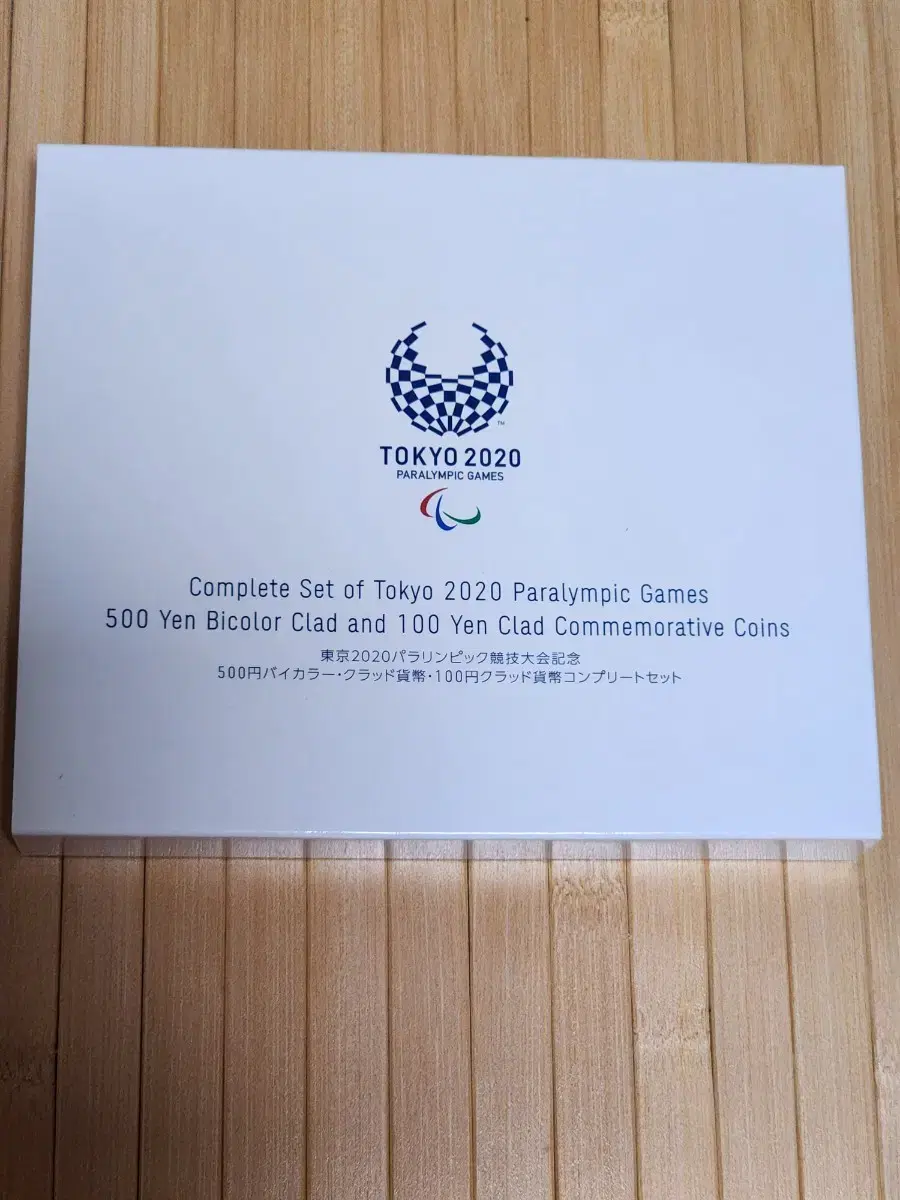 TM
TOKYO 2020
PARALYMPIC GAMES
Complete Set of Tokyo 2020 Paralympic Games
500 Yen Bicolor Clad and 100 Yen Clad Commemorative Coins
東京2020パラリンピック競技大会記念
500円バイカラー・クラッド貨幣・100円クラッド貨幣コンプリートセット